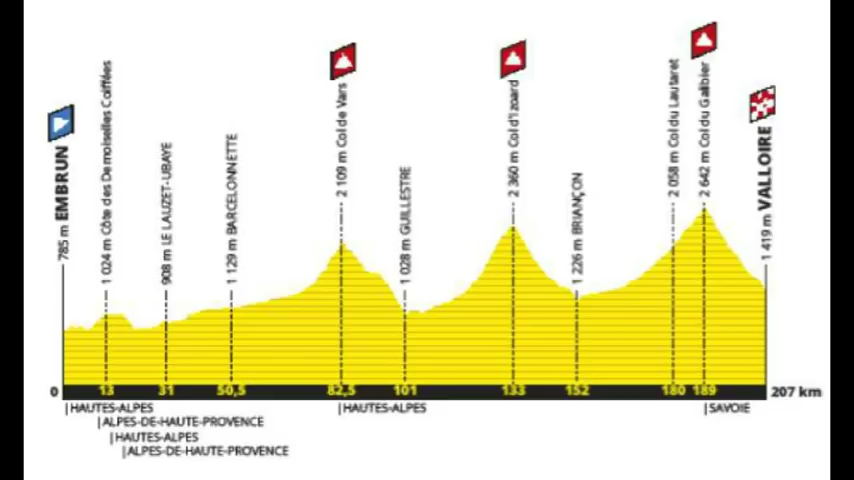 785 m EMBRUN
1 024 m Côte des Demoiselles Coiffées
908 m LE LAUZET-UBAYE
1 129 m BARCELONNETTE
2 109 m Col de Vars
1 028 m GUILLESTRE
2 360 m Col d'Izoard
1 226 m BRIANÇON
2 058 m Col du Lautaret
2 642 m Col du Galibier
1 419 m VALLOIRE
0 13 31 50,5 82,5 101 133 152 180 189 207 km
|HAUTES-ALPES |HAUTES-ALPES |SAVOIE
|ALPES-DE-HAUTE-PROVENCE
|HAUTES-ALPES
|ALPES-DE-HAUTE-PROVENCE